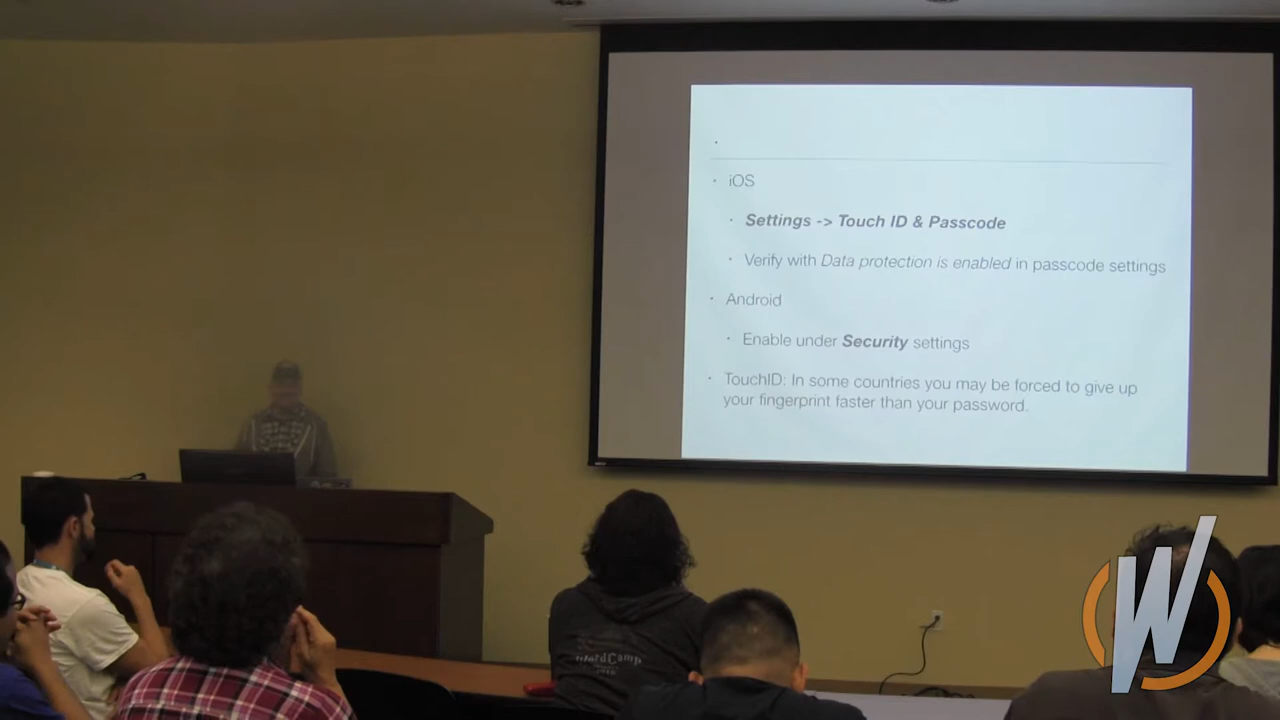 iOS
Settings -> Touch ID & Passcode
Verify with Data protection is enabled in passcode settings
Android
Enable under Security settings
TouchID: In some countries you may be forced to give up
your fingerprint faster than your password.
WordCamp
W